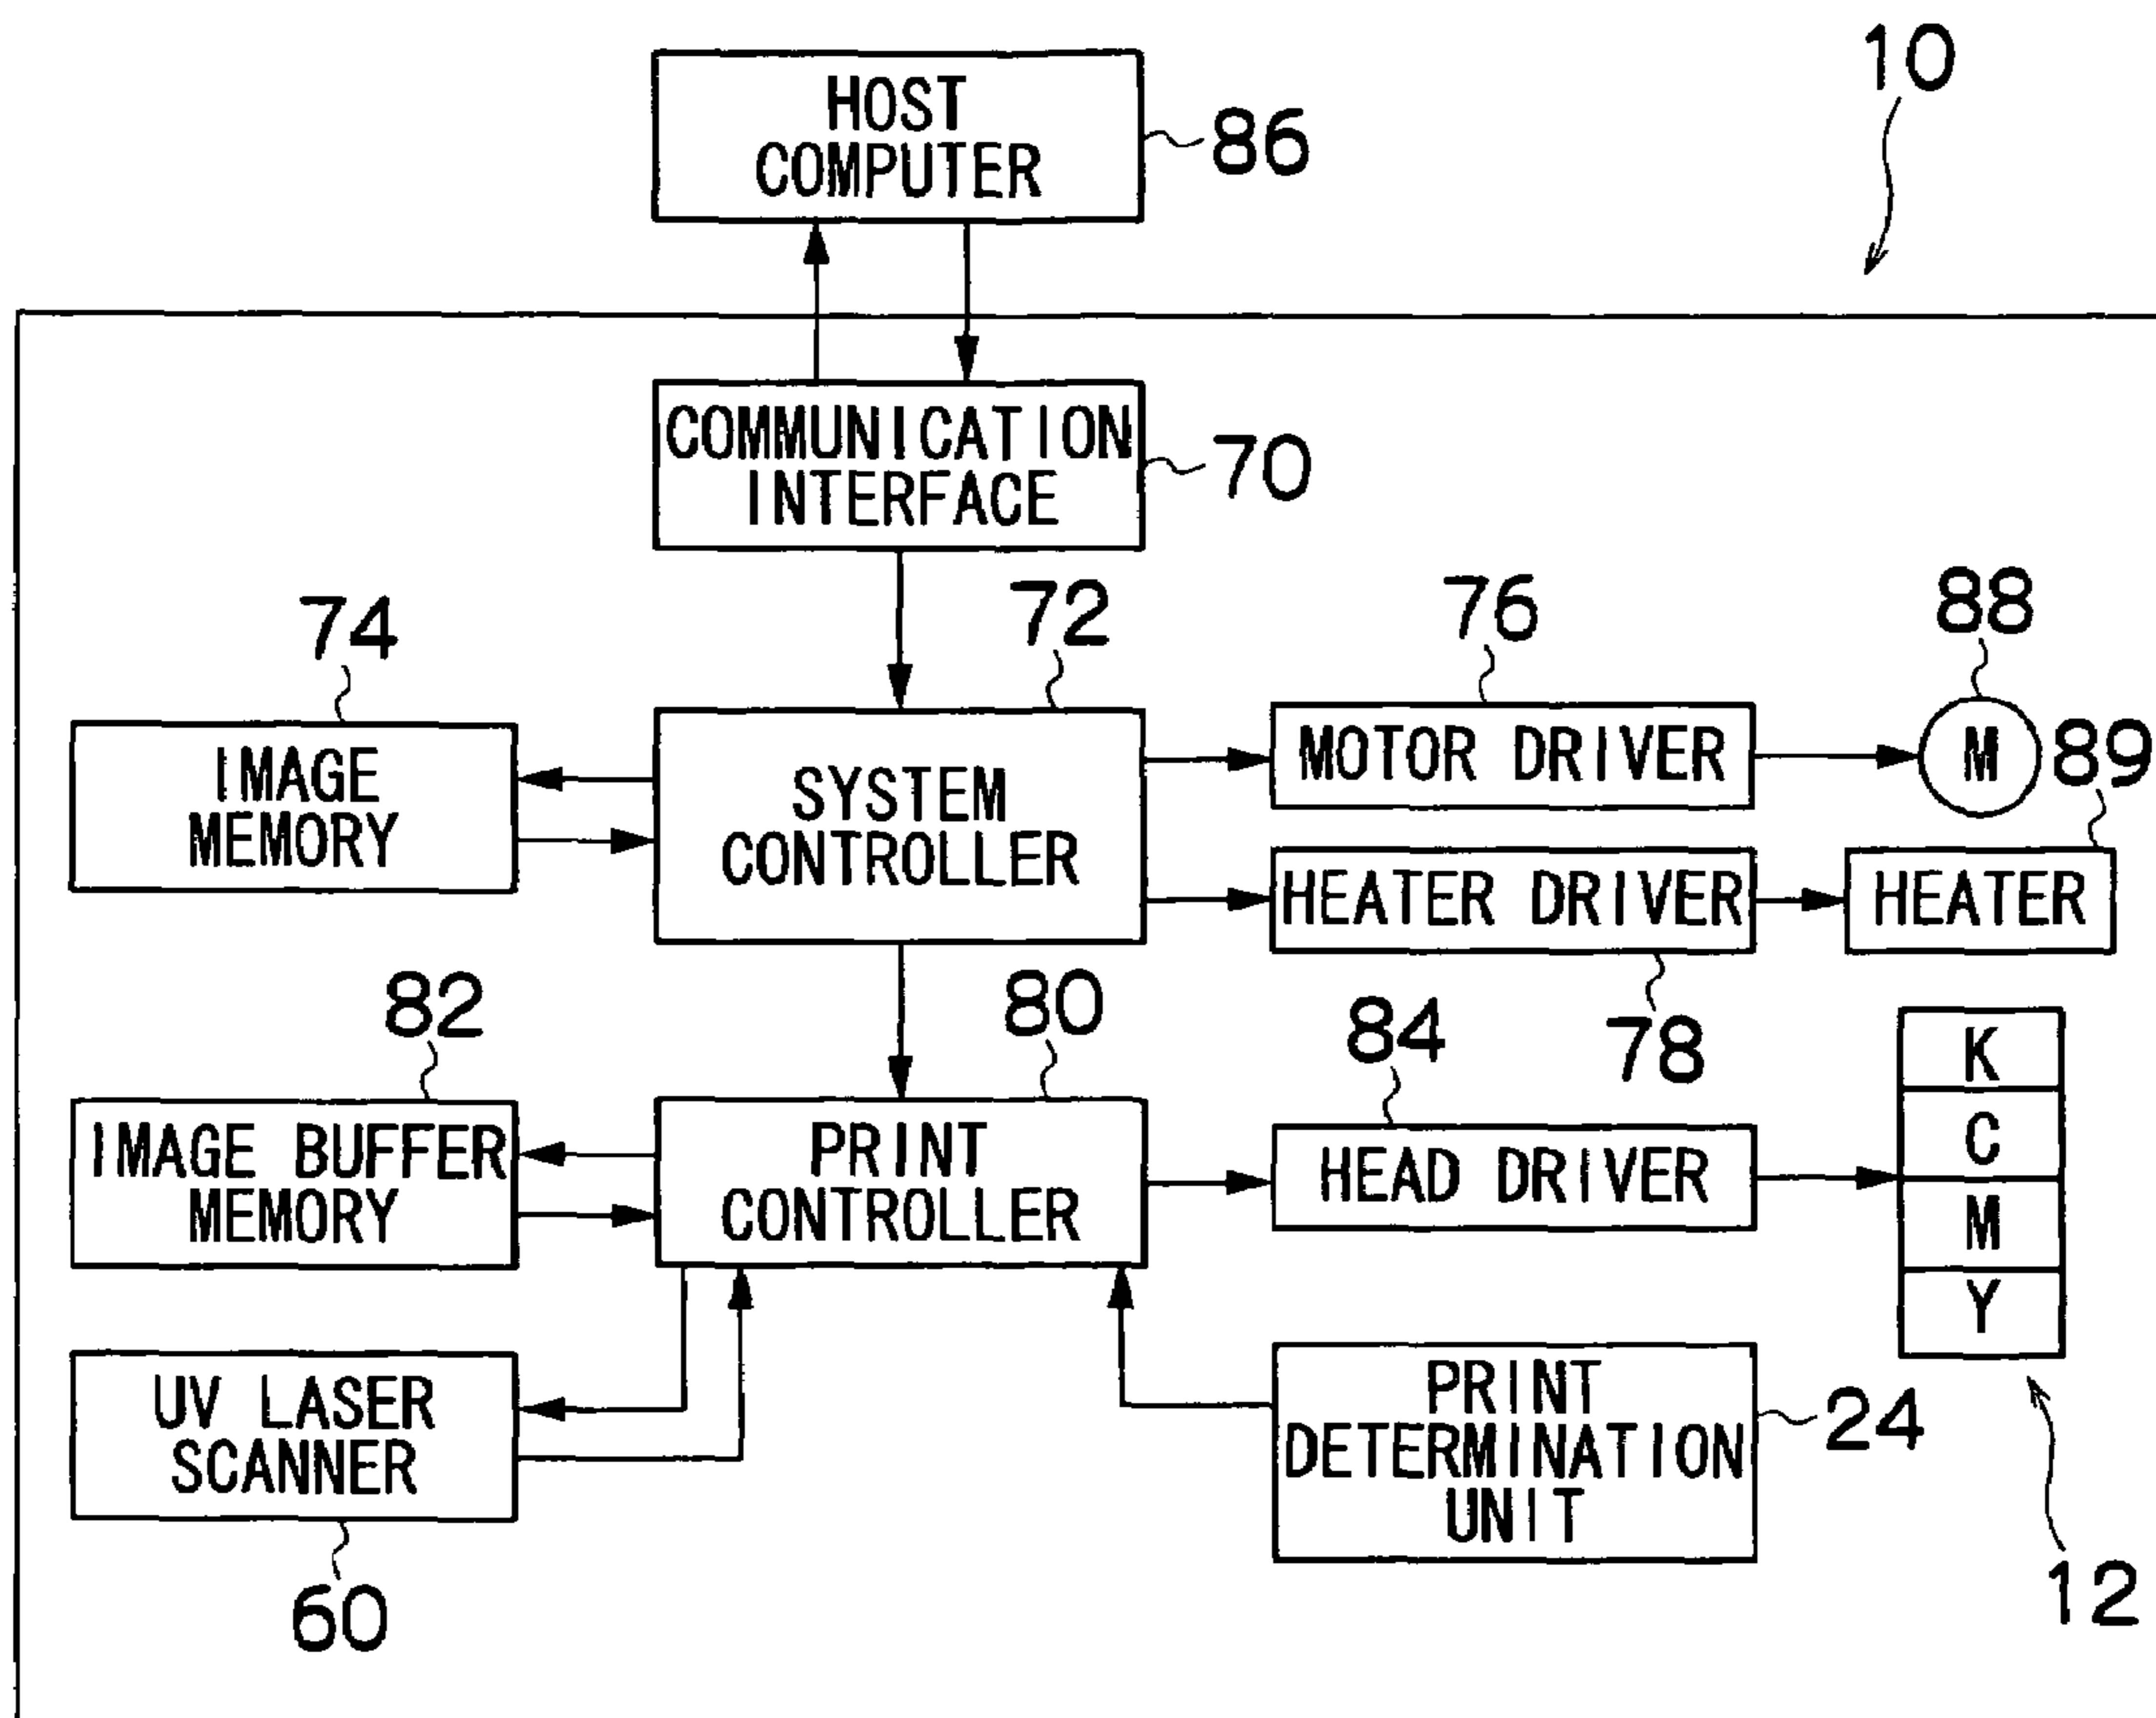 10
HOST
COMPUTER
86
COMMUNICATION
INTERFACE
70
74
72
76
88
IMAGE
MEMORY
SYSTEM
CONTROLLER
MOTOR DRIVER
M
89
HEATER DRIVER
HEATER
82
80
84
78
IMAGE BUFFER
MEMORY
PRINT
CONTROLLER
HEAD DRIVER
K
C
M
Y
UV LASER
SCANNER
PRINT
DETERMINATION
UNIT
24
60
12